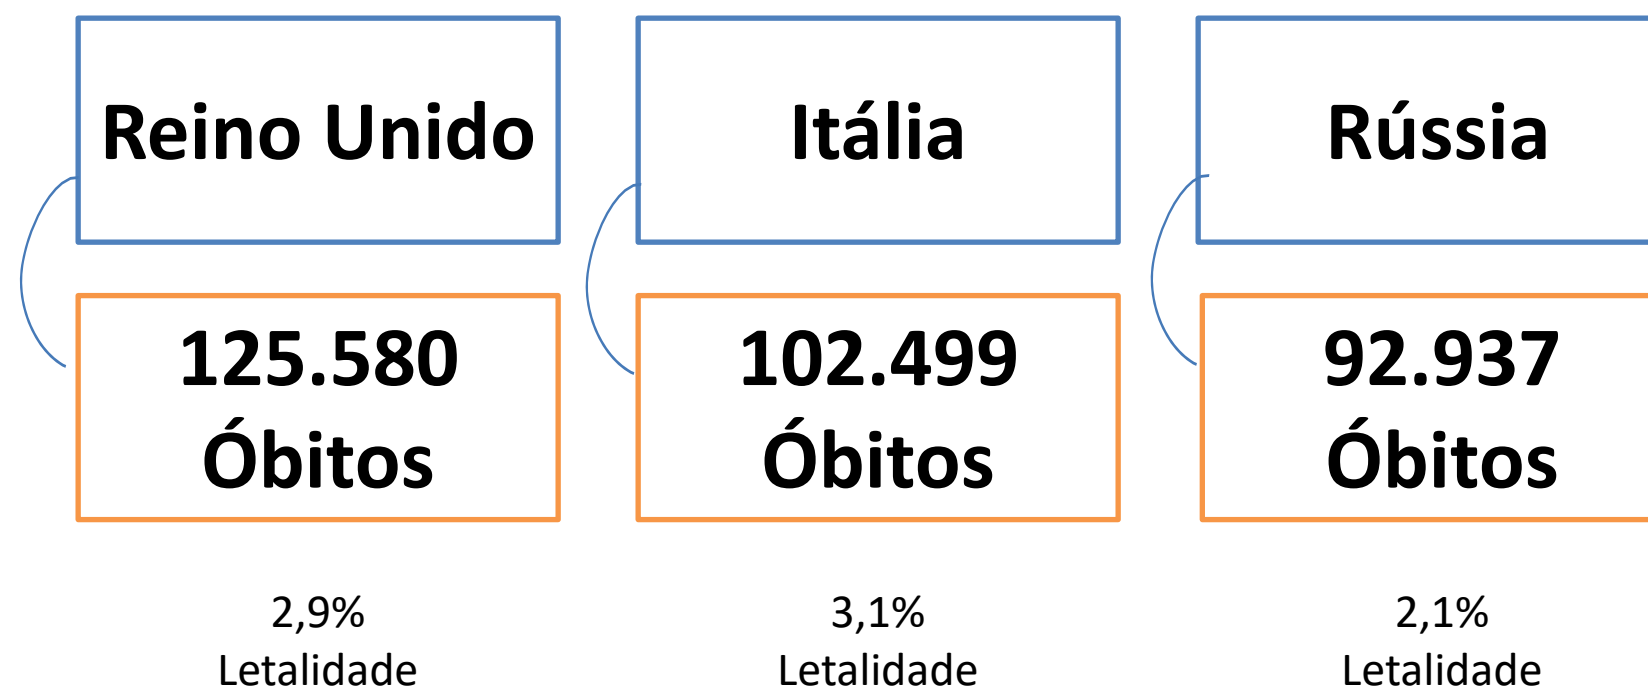 Reino Unido
125.580
Óbitos
2,9%
Letalidade
Itália
102.499
Óbitos
3,1%
Letalidade
Rússia
92.937
Óbitos
2,1%
Letalidade